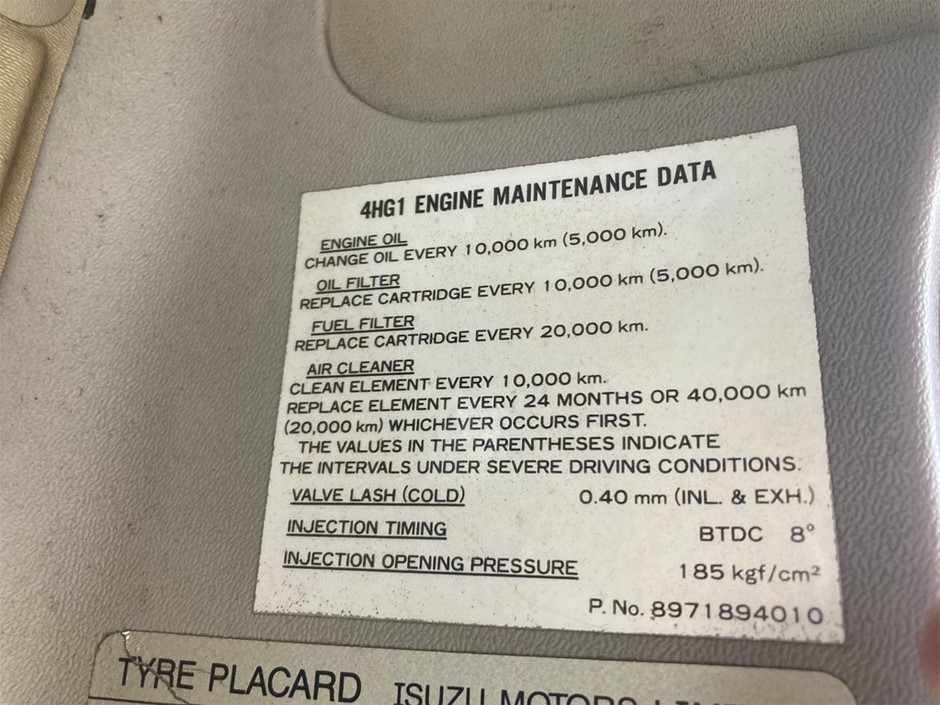 4HG1 ENGINE MAINTENANCE DATA
ENGINE OIL
CHANGE OIL EVERY 10,000 km (5,000 km).
OIL FILTER
REPLACE CARTRIDGE EVERY 10,000 km (5,000 km).
FUEL FILTER
REPLACE CARTRIDGE EVERY 20,000 km.
AIR CLEANER
CLEAN ELEMENT EVERY 10,000 km.
REPLACE ELEMENT EVERY 24 MONTHS OR 40,000 km
(20,000 km) WHICHEVER OCCURS FIRST.
THE VALUES IN THE PARENTHESES INDICATE
THE INTERVALS UNDER SEVERE DRIVING CONDITIONS.
VALVE LASH (COLD) 0.40 mm (INL. & EXH.)
INJECTION TIMING BTDC 8°
INJECTION OPENING PRESSURE 185 kgf/cm²
P. No. 8971894010
TYRE PLACARD ISUZU MOTORS